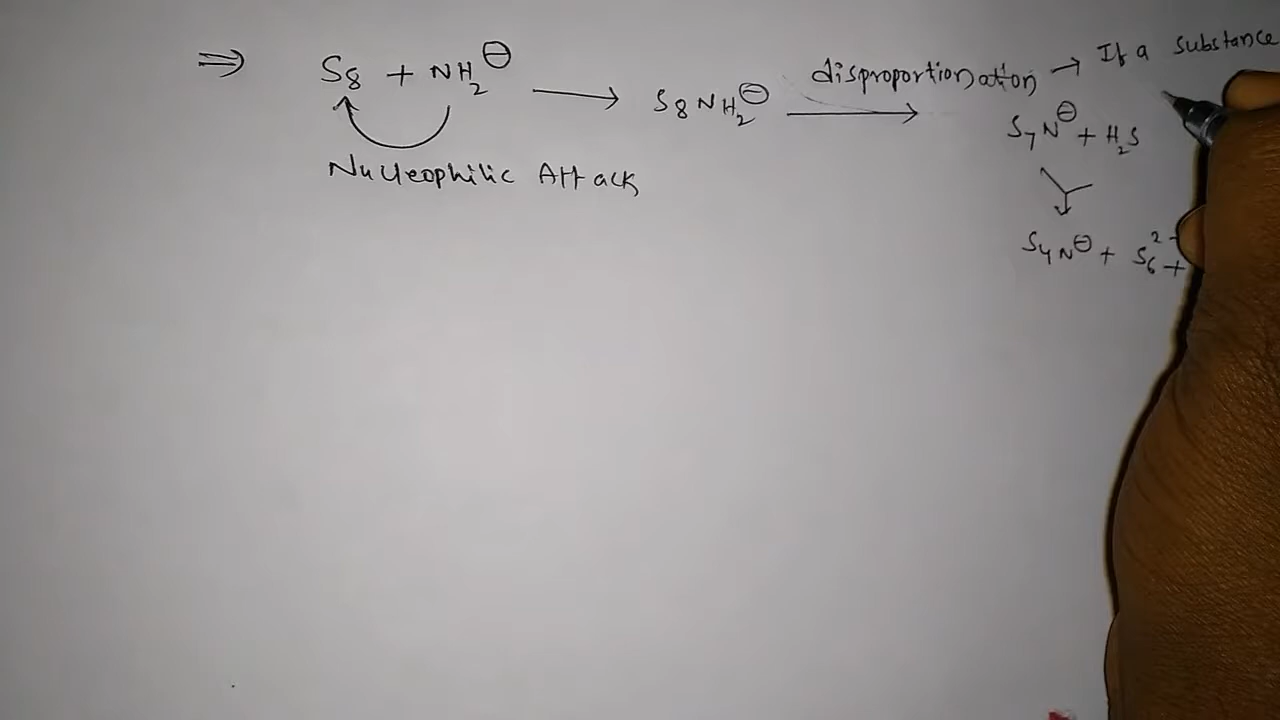 ⇒ S₈ + NH₂⊖ → S₈NH₂⊖ disproportionation → If a substance
S₇N⊖ + H₂S
Nucleophilic Attack
S₄N⊖ + S₆²⁻ +